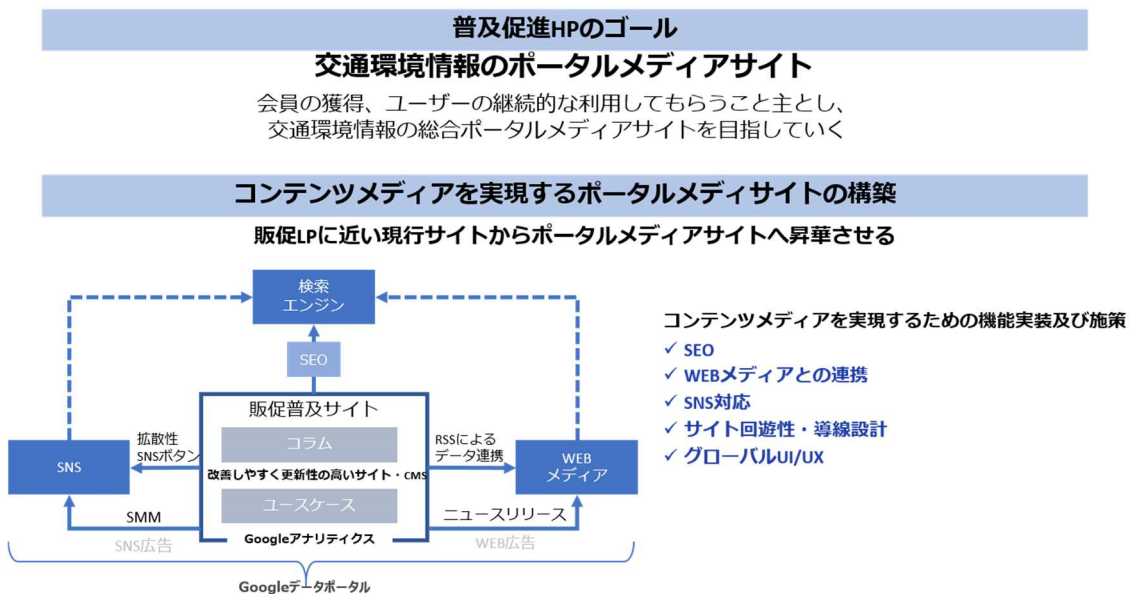 普及促進HPのゴール
交通環境情報のポータルメディアサイト
会員の獲得、ユーザーの継続的な利用してもらうこと主とし、
交通環境情報の総合ポータルメディアサイトを目指していく
コンテンツメディアを実現するポータルメディサイトの構築
販促LPに近い現行サイトからポータルメディアサイトへ昇華させる
検索
エンジン
SEO
販促普及サイト
コラム
改善しやすく更新性の高いサイト・CMS
ユースケース
Googleアナリティクス
拡散性
SNSボタン
SNS
SMM
SNS広告
RSSによる
データ連携
WEB
メディア
ニュースリリース
WEB広告
Googleデータポータル
コンテンツメディアを実現するための機能実装及び施策
✓ SEO
✓ WEBメディアとの連携
✓ SNS対応
✓ サイト回遊性・導線設計
✓ グローバルUI/UX